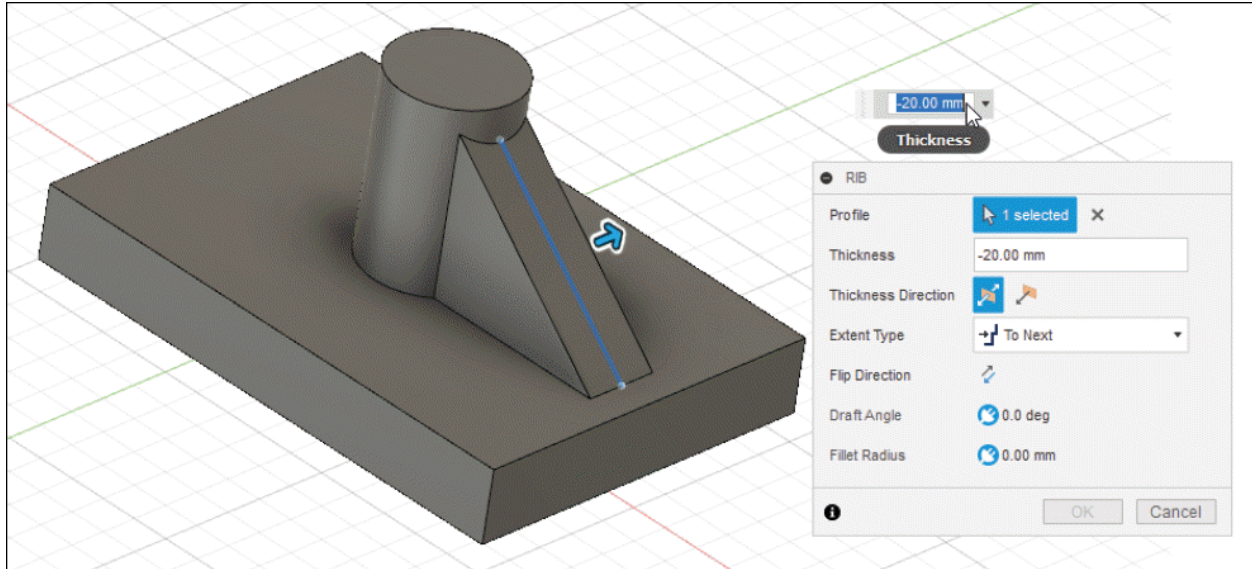 -20.00 mm
Thickness
RIB
Profile 1 selected
Thickness -20.00 mm
Thickness Direction
Extent Type To Next
Flip Direction
Draft Angle 0.0 deg
Fillet Radius 0.00 mm
OK Cancel